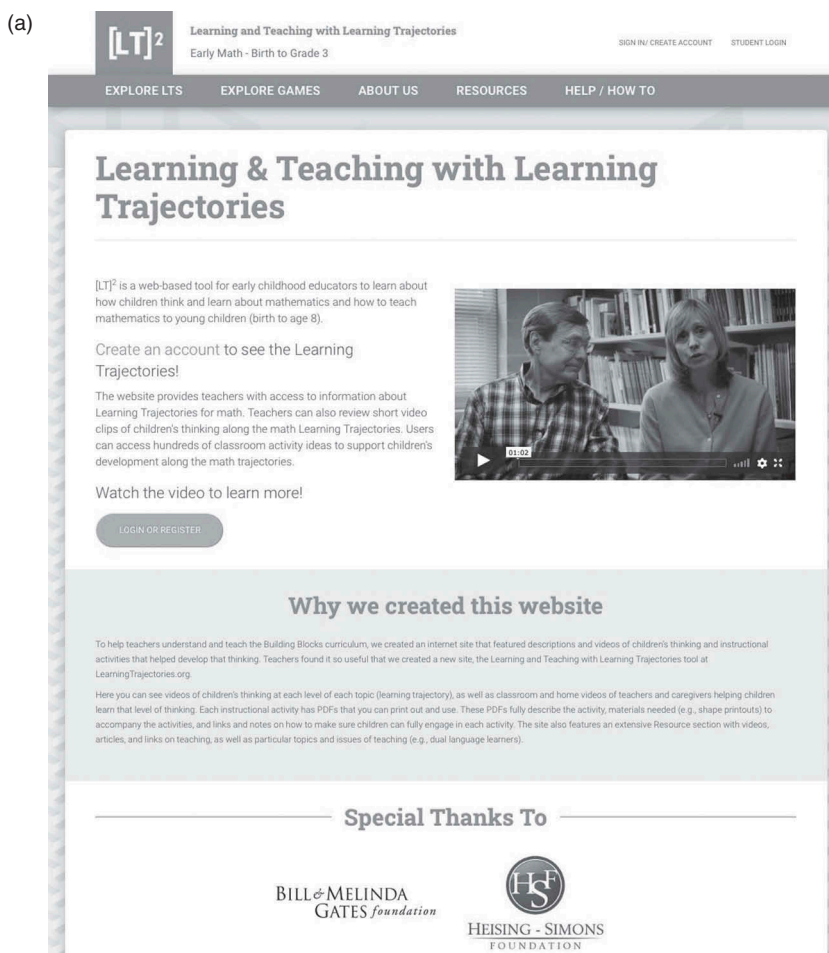 (a)
[LT]²
Learning and Teaching with Learning Trajectories
Early Math - Birth to Grade 3
SIGN IN/ CREATE ACCOUNT
STUDENT LOGIN
EXPLORE LTS
EXPLORE GAMES
ABOUT US
RESOURCES
HELP / HOW TO
Learning & Teaching with Learning
Trajectories
[LT]² is a web-based tool for early childhood educators to learn about
how children think and learn about mathematics and how to teach
mathematics to young children (birth to age 8).
Create an account to see the Learning
Trajectories!
The website provides teachers with access to information about
Learning Trajectories for math. Teachers can also review short video
clips of children's thinking along the math Learning Trajectories. Users
can access hundreds of classroom activity ideas to support children's
development along the math trajectories.
Watch the video to learn more!
LOGIN OR REGISTER
01:02
Why we created this website
To help teachers understand and teach the Building Blocks curriculum, we created an internet site that featured descriptions and videos of children's thinking and instructional
activities that helped develop that thinking. Teachers found it so useful that we created a new site, the Learning and Teaching with Learning Trajectories tool at
LearningTrajectories.org.
Here you can see videos of children's thinking at each level of each topic (learning trajectory), as well as classroom and home videos of teachers and caregivers helping children
learn that level of thinking. Each instructional activity has PDFs that you can print out and use. These PDFs fully describe the activity, materials needed (e.g., shape printouts) to
accompany the activities, and links and notes on how to make sure children can fully engage in each activity. The site also features an extensive Resource section with videos,
articles, and links on teaching, as well as particular topics and issues of teaching (e.g., dual language learners).
Special Thanks To
BILL & MELINDA
GATES foundation
HSF
HEISING - SIMONS
FOUNDATION